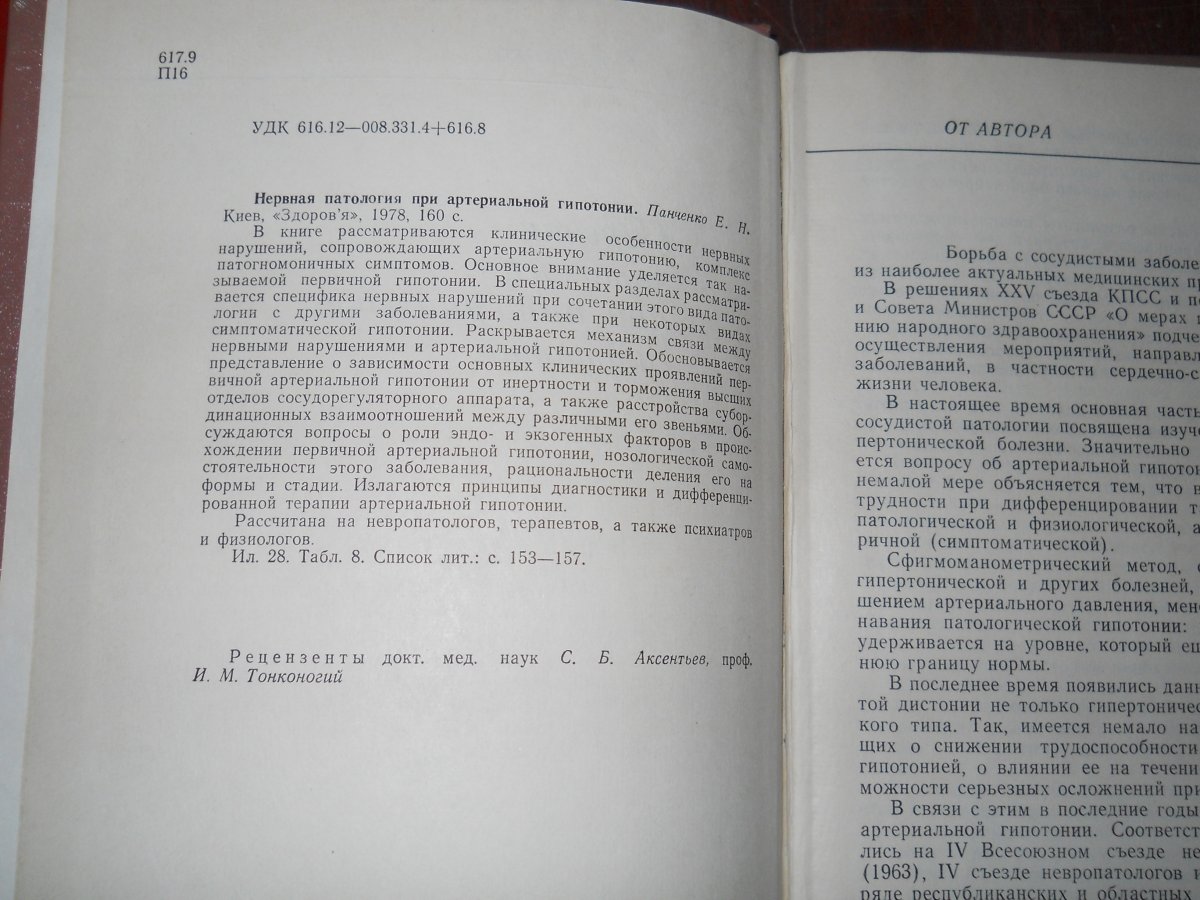 617.9
П16
УДК 616.12—008.331.4+616.8
Нервная патология при артериальной гипотонии. Панченко Е. Н.
Киев, «Здоров'я», 1978, 160 с.
В книге рассматриваются клинические особенности нервных
нарушений, сопровождающих артериальную гипотонию, комплекс
патогномоничных симптомов. Основное внимание уделяется так на-
зываемой первичной гипотонии. В специальных разделах рассматри-
вается специфика нервных нарушений при сочетании этого вида пато-
логии с другими заболеваниями, а также при некоторых видах
симптоматической гипотонии. Раскрывается механизм связи между
нервными нарушениями и артериальной гипотонией. Обосновывается
представление о зависимости основных клинических проявлений пер-
вичной артериальной гипотонии от инертности и торможения высших
отделов сосудорегуляторного аппарата, а также расстройства субор-
динационных взаимоотношений между различными его звеньями. Об-
суждаются вопросы о роли эндо- и экзогенных факторов в проис-
хождении первичной артериальной гипотонии, нозологической само-
стоятельности этого заболевания, рациональности деления его на
формы и стадии. Излагаются принципы диагностики и дифференци-
рованной терапии артериальной гипотонии.
Рассчитана на невропатологов, терапевтов, а также психиатров
и физиологов.
Ил. 28. Табл. 8. Список лит.: с. 153—157.
Рецензенты докт. мед. наук С. Б. Аксентьев, проф.
И. М. Тонконогий
ОТ АВТОРА
Борьба с сосудистыми заболе
из наиболее актуальных медицинских пр
В решениях XXV съезда КПСС и п
и Совета Министров СССР «О мерах
нию народного здравоохранения» подче
осуществления мероприятий, направл
заболеваний, в частности сердечно-с
жизни человека.
В настоящее время основная часть
сосудистой патологии посвящена изуч
пертонической болезни. Значительно
ется вопросу об артериальной гипото
немалой мере объясняется тем, что
трудности при дифференцировании
патологической и физиологической, а
ричной (симптоматической).
Сфигмоманометрический метод,
гипертонической и других болезней,
шением артериального давления, мен
навания патологической гипотонии:
удерживается на уровне, который ещ
нюю границу нормы.
В последнее время появились данн
той дистонии не только гипертониче
кого типа. Так, имеется немало на
щих о снижении трудоспособности
гипотонией, о влиянии ее на течени
можности серьезных осложнений при
В связи с этим в последние годы
артериальной гипотонии. Соответст
лись на IV Всесоюзном съезде не
(1963), IV съезде невропатологов и
ряде республиканских и областных